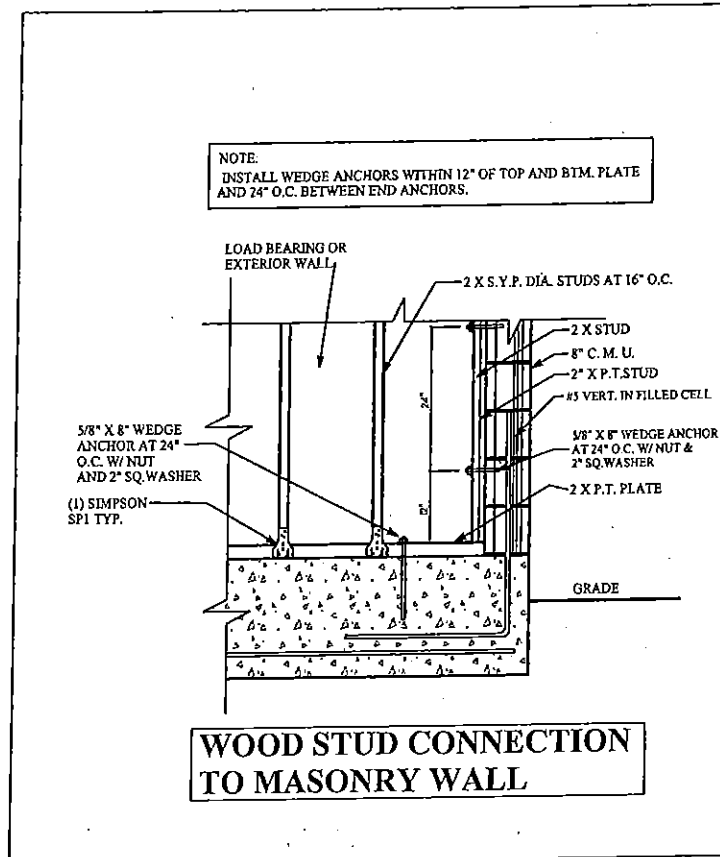 NOTE:
INSTALL WEDGE ANCHORS WITHIN 12" OF TOP AND BTM. PLATE
AND 24" O.C. BETWEEN END ANCHORS.
LOAD BEARING OR
EXTERIOR WALL
2 X S.Y.P. DIA. STUDS AT 16" O.C.
2 X STUD
8" C. M. U.
2" X P.T.STUD
#5 VERT. IN FILLED CELL
24"
5/8" X 8" WEDGE
ANCHOR AT 24"
O.C. W/ NUT
AND 2" SQ.WASHER
5/8" X 8" WEDGE ANCHOR
AT 24" O.C. W/ NUT &
2" SQ.WASHER
(1) SIMPSON
SP1 TYP.
2 X P.T. PLATE
12"
GRADE
WOOD STUD CONNECTION
TO MASONRY WALL